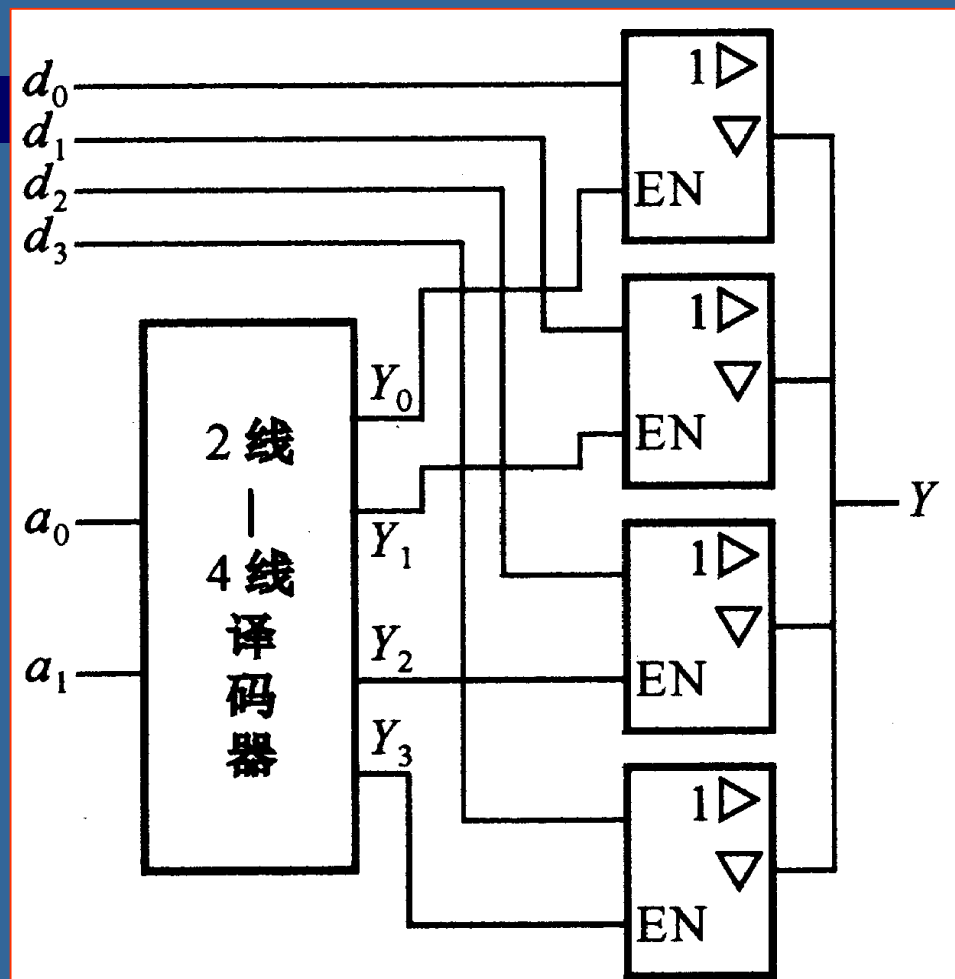 d₀
d₁
d₂
d₃
1▷
▽
EN
1▷
▽
EN
Y₀
2线
–
4线
译
码
器
a₀
a₁
Y₁
Y₂
Y₃
1▷
▽
EN
1▷
▽
EN
Y